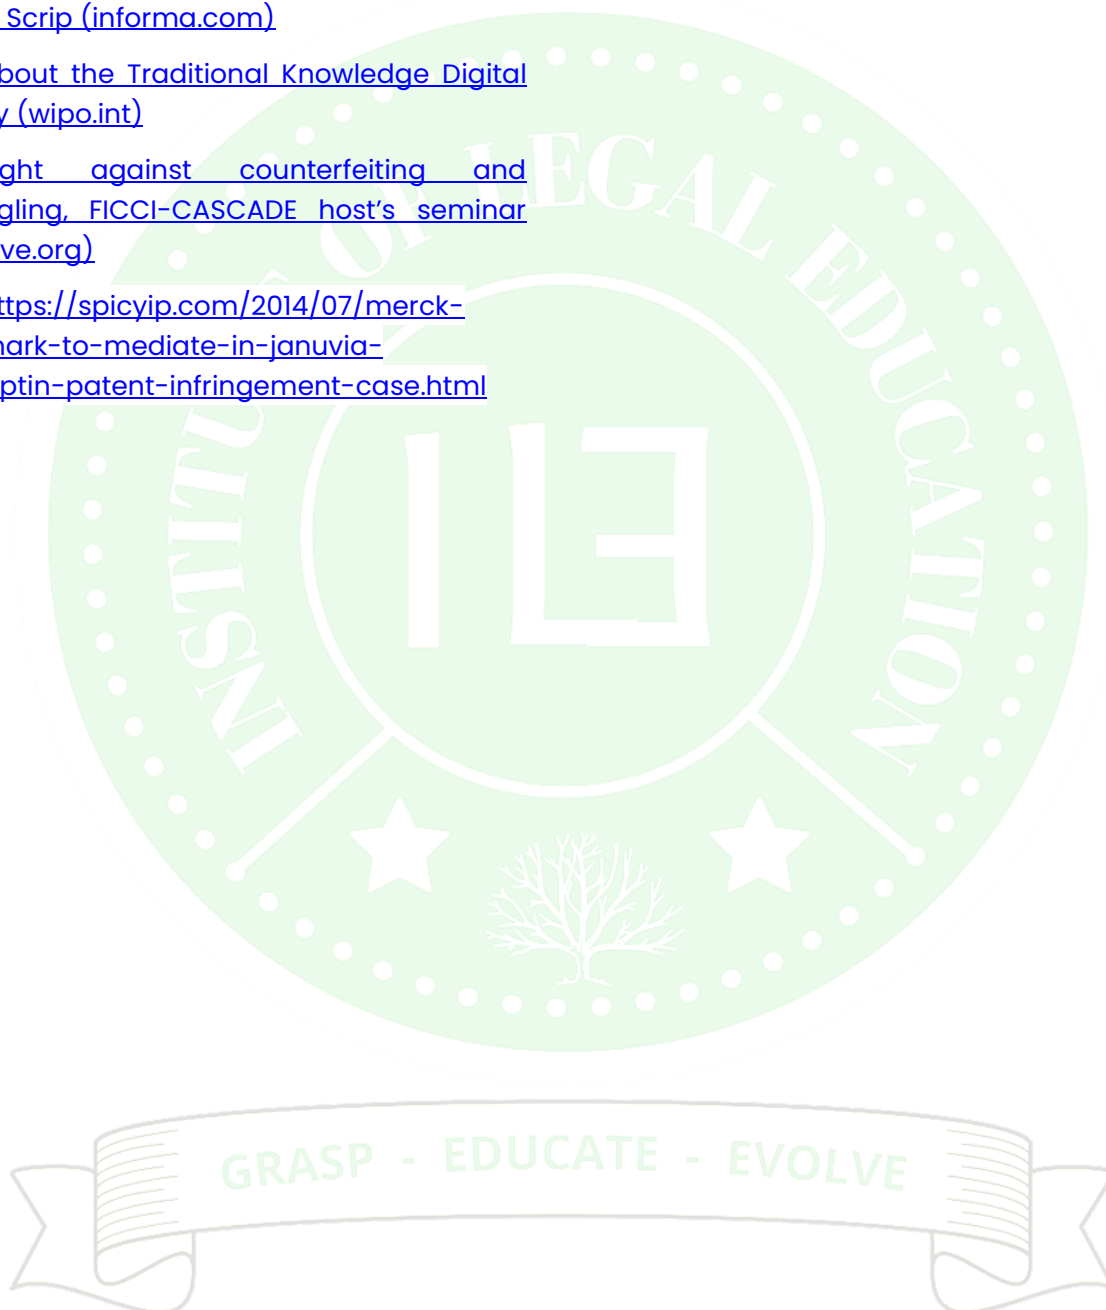 Scrip (informa.com)
bout the Traditional Knowledge Digital
y (wipo.int)
ght against counterfeiting and
gling, FICCI-CASCADE host's seminar
ve.org)
ttps://spicyip.com/2014/07/merck-
nark-to-mediate-in-januvia-
ptin-patent-infringement-case.html
INSTITUTE OF LEGAL EDUCATION
ILE
GRASP - EDUCATE - EVOLVE